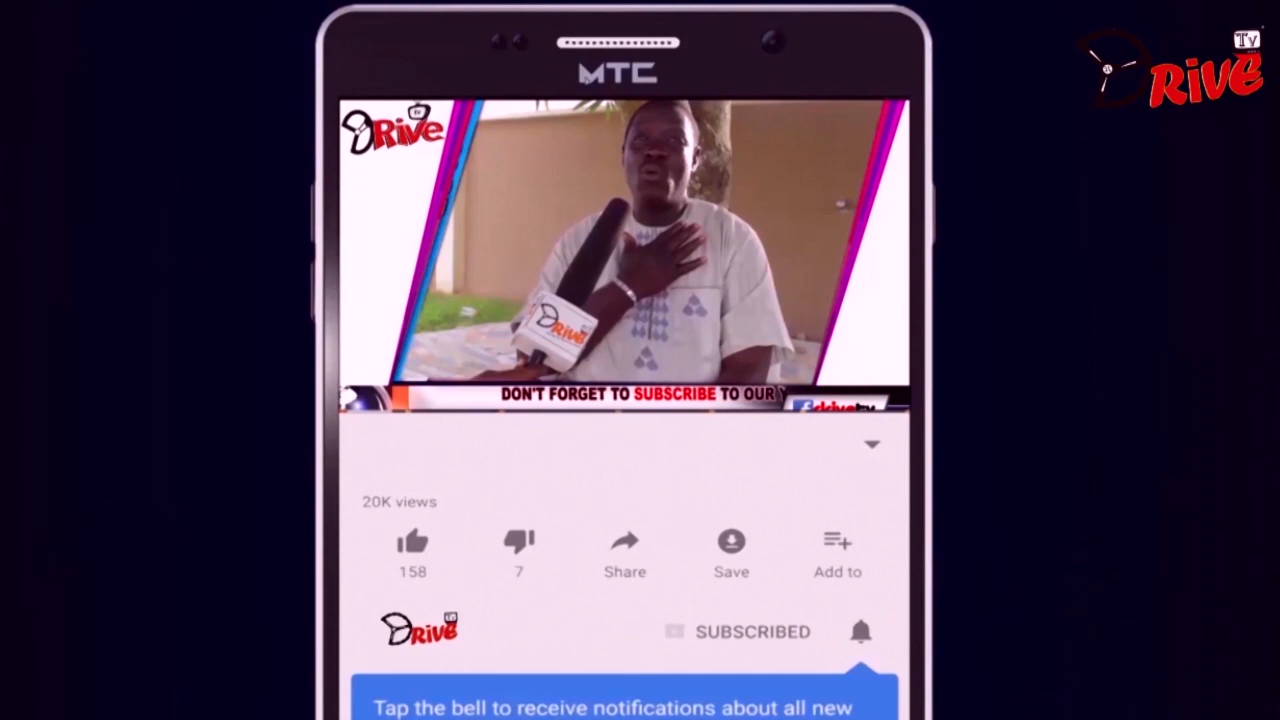 MTC
DRive TV
DRive TV
DRive
DON'T FORGET TO SUBSCRIBE TO OUR
f drivetv
20K views
158
7
Share
Save
Add to
DRive TV
SUBSCRIBED
Tap the bell to receive notifications about all new